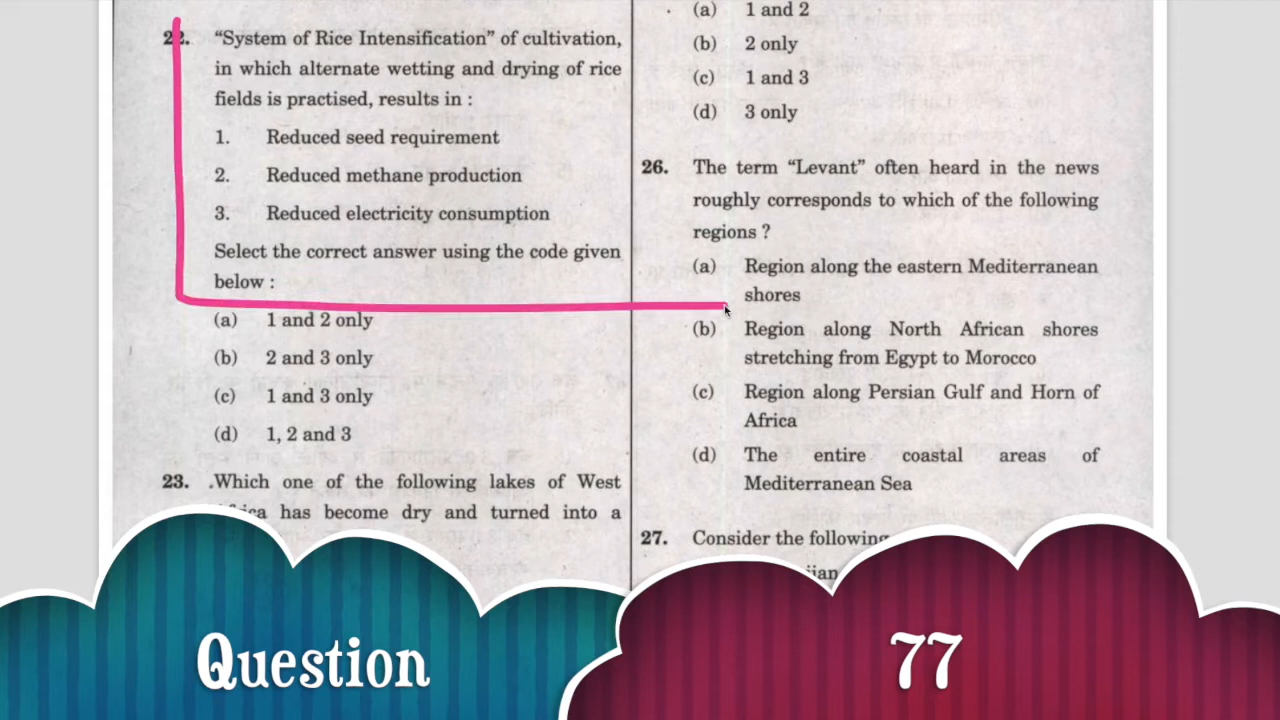 22. “System of Rice Intensification” of cultivation,
in which alternate wetting and drying of rice
fields is practised, results in :
1. Reduced seed requirement
2. Reduced methane production
3. Reduced electricity consumption
Select the correct answer using the code given
below :
(a) 1 and 2 only
(b) 2 and 3 only
(c) 1 and 3 only
(d) 1, 2 and 3
23. Which one of the following lakes of West
has become dry and turned into a
(a) 1 and 2
(b) 2 only
(c) 1 and 3
(d) 3 only
26. The term “Levant” often heard in the news
roughly corresponds to which of the following
regions ?
(a) Region along the eastern Mediterranean
shores
(b) Region along North African shores
stretching from Egypt to Morocco
(c) Region along Persian Gulf and Horn of
Africa
(d) The entire coastal areas of
Mediterranean Sea
27. Consider the following
Question
77